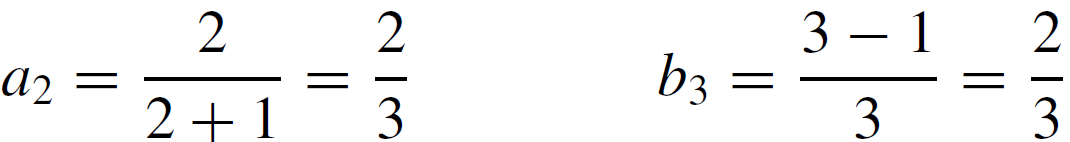 a₂ = 2/(2 + 1) = 2/3    b₃ = (3 − 1)/3 = 2/3